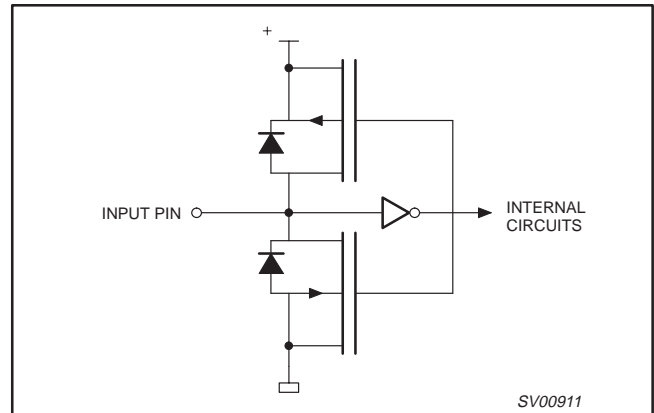 +
INPUT PIN
INTERNAL
CIRCUITS
SV00911